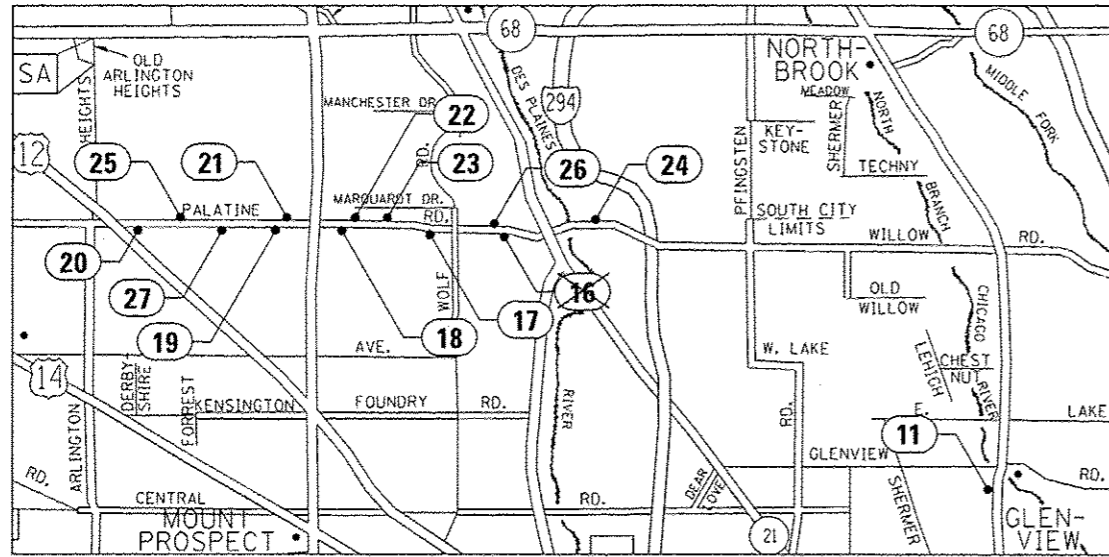 68
NORTH-
BROOK
68
SA
OLD
ARLINGTON
HEIGHTS
HEIGHTS
MANCHESTER DR.
22
DES PLAINES
294
MEADOW
NORTH
MIDDLE
FORK
12
25
21
RD.
23
26
24
PFINGSTEN
KEY-
STONE
SHERMER
TECHNY
BRANCH
MARQUARDT DR.
PALATINE
RD.
SOUTH CITY
LIMITS
WILLOW
RD.
20
27
19
18
WOLF
17
16
OLD
WILLOW
CHICAGO
AVE.
W. LAKE
LEHIGH
CHEST
NUT
14
DERBY-
SHIRE
FORREST
KENSINGTON
FOUNDRY
RD.
RIVER
RD.
E.
RIVER
LAKE
11
RD.
ARLINGTON
CENTRAL
RD.
DEAR
LOVE
GLENVIEW
RD.
SHERMER
MOUNT
PROSPECT
21
GLEN-
VIEW